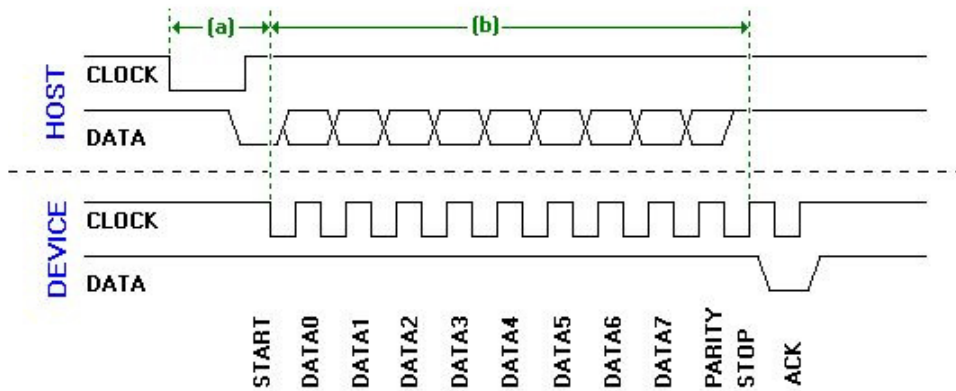 (a)
(b)
HOST
CLOCK
DATA
DEVICE
CLOCK
DATA
START
DATA0
DATA1
DATA2
DATA3
DATA4
DATA5
DATA6
DATA7
PARITY
STOP
ACK